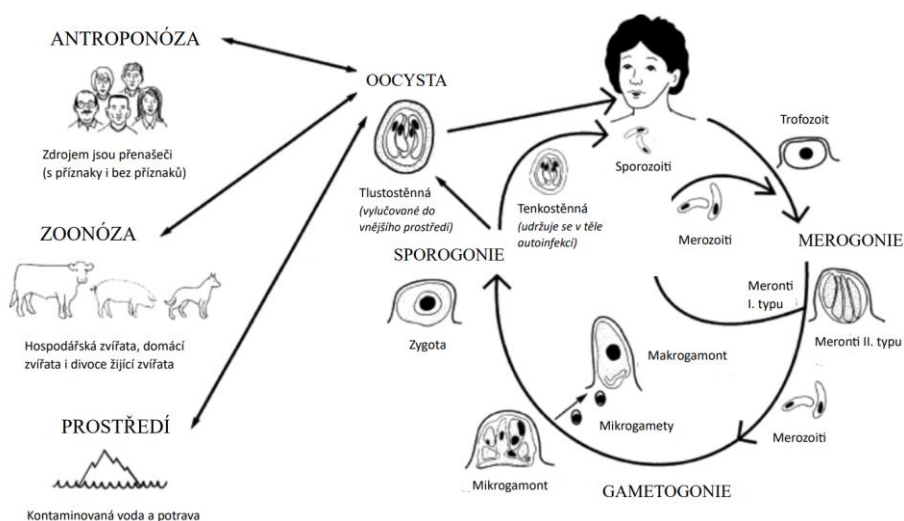 ANTROPONÓZA
Zdrojem jsou přenašeči
(s příznaky i bez příznaků)
ZOONÓZA
Hospodářská zvířata, domácí
zvířata i divoce žijící zvířata
PROSTŘEDÍ
Kontaminovaná voda a potrava
OOCYSTA
Tlustostěnná
(vylučované do
vnějšího prostředí)
Tenkostěnná
(udržuje se v těle
autoinfekcí)
Sporozoiti
Trofozoit
Merozoiti
MEROGONIE
Meronti
I. typu
Meronti II. typu
Merozoiti
GAMETOGONIE
Makrogamont
Mikrogamety
Mikrogamont
SPOROGONIE
Zygota